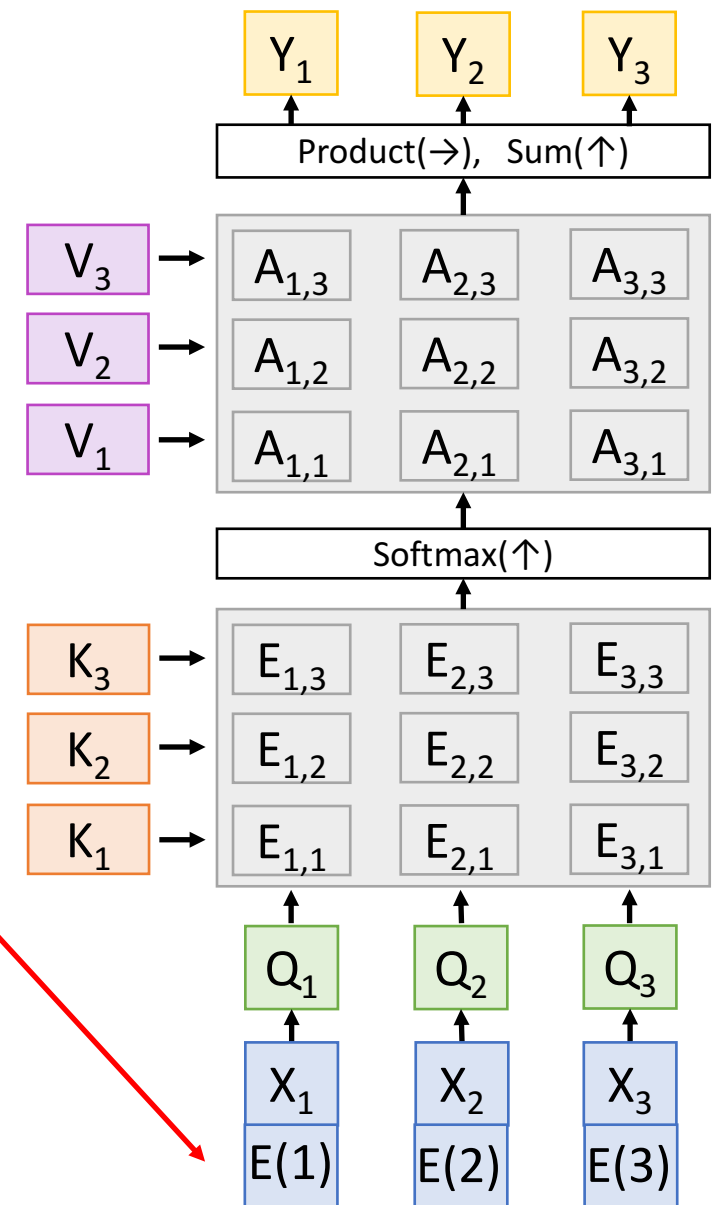 Y₁ Y₂ Y₃
Product(→), Sum(↑)
V₃ A₁,₃ A₂,₃ A₃,₃
V₂ A₁,₂ A₂,₂ A₃,₂
V₁ A₁,₁ A₂,₁ A₃,₁
Softmax(↑)
K₃ E₁,₃ E₂,₃ E₃,₃
K₂ E₁,₂ E₂,₂ E₃,₂
K₁ E₁,₁ E₂,₁ E₃,₁
Q₁ Q₂ Q₃
X₁ X₂ X₃
E(1) E(2) E(3)